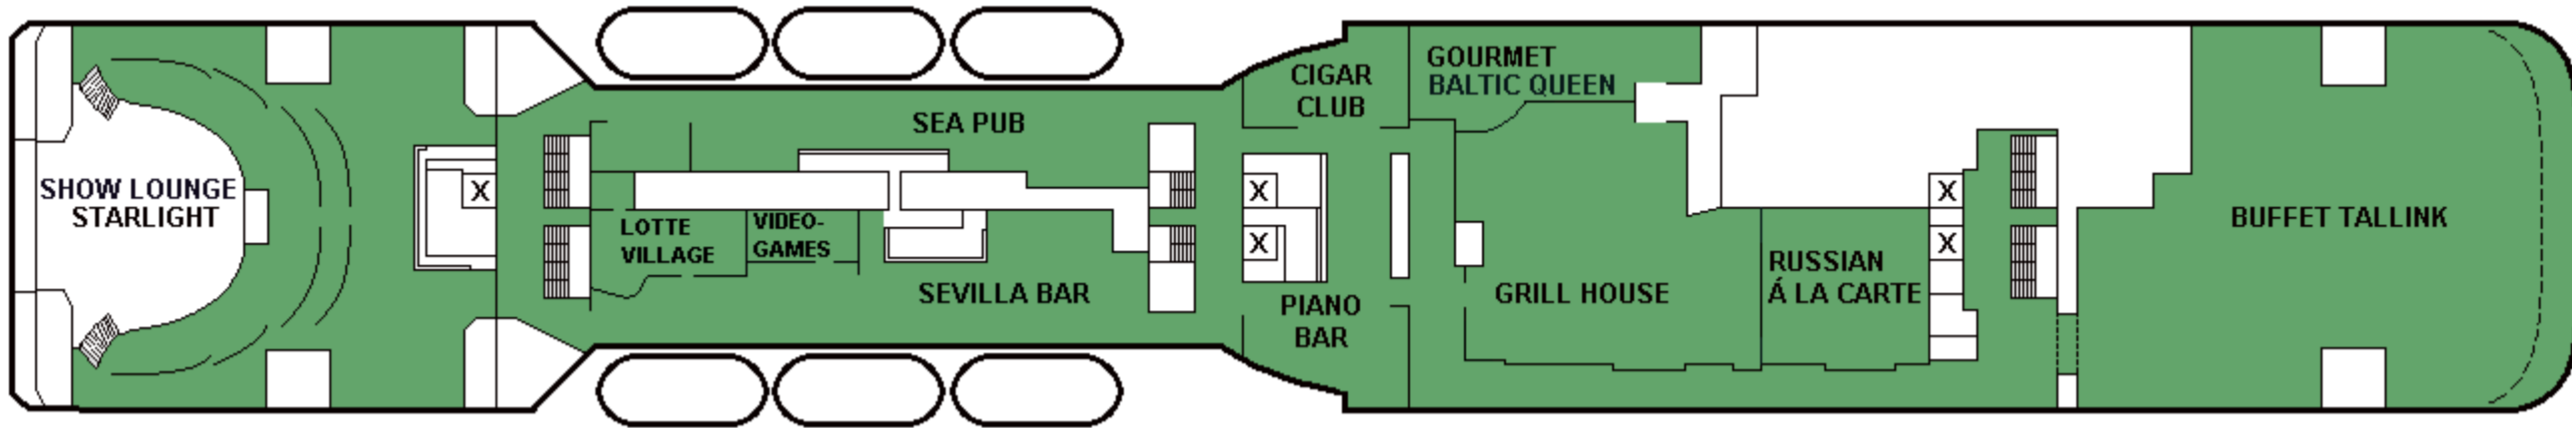 SHOW LOUNGE
STARLIGHT
X
SEA PUB
LOTTE
VILLAGE
VIDEO-
GAMES
SEVILLA BAR
CIGAR
CLUB
X
X
PIANO
BAR
GOURMET
BALTIC QUEEN
GRILL HOUSE
RUSSIAN
Á LA CARTE
X
X
BUFFET TALLINK